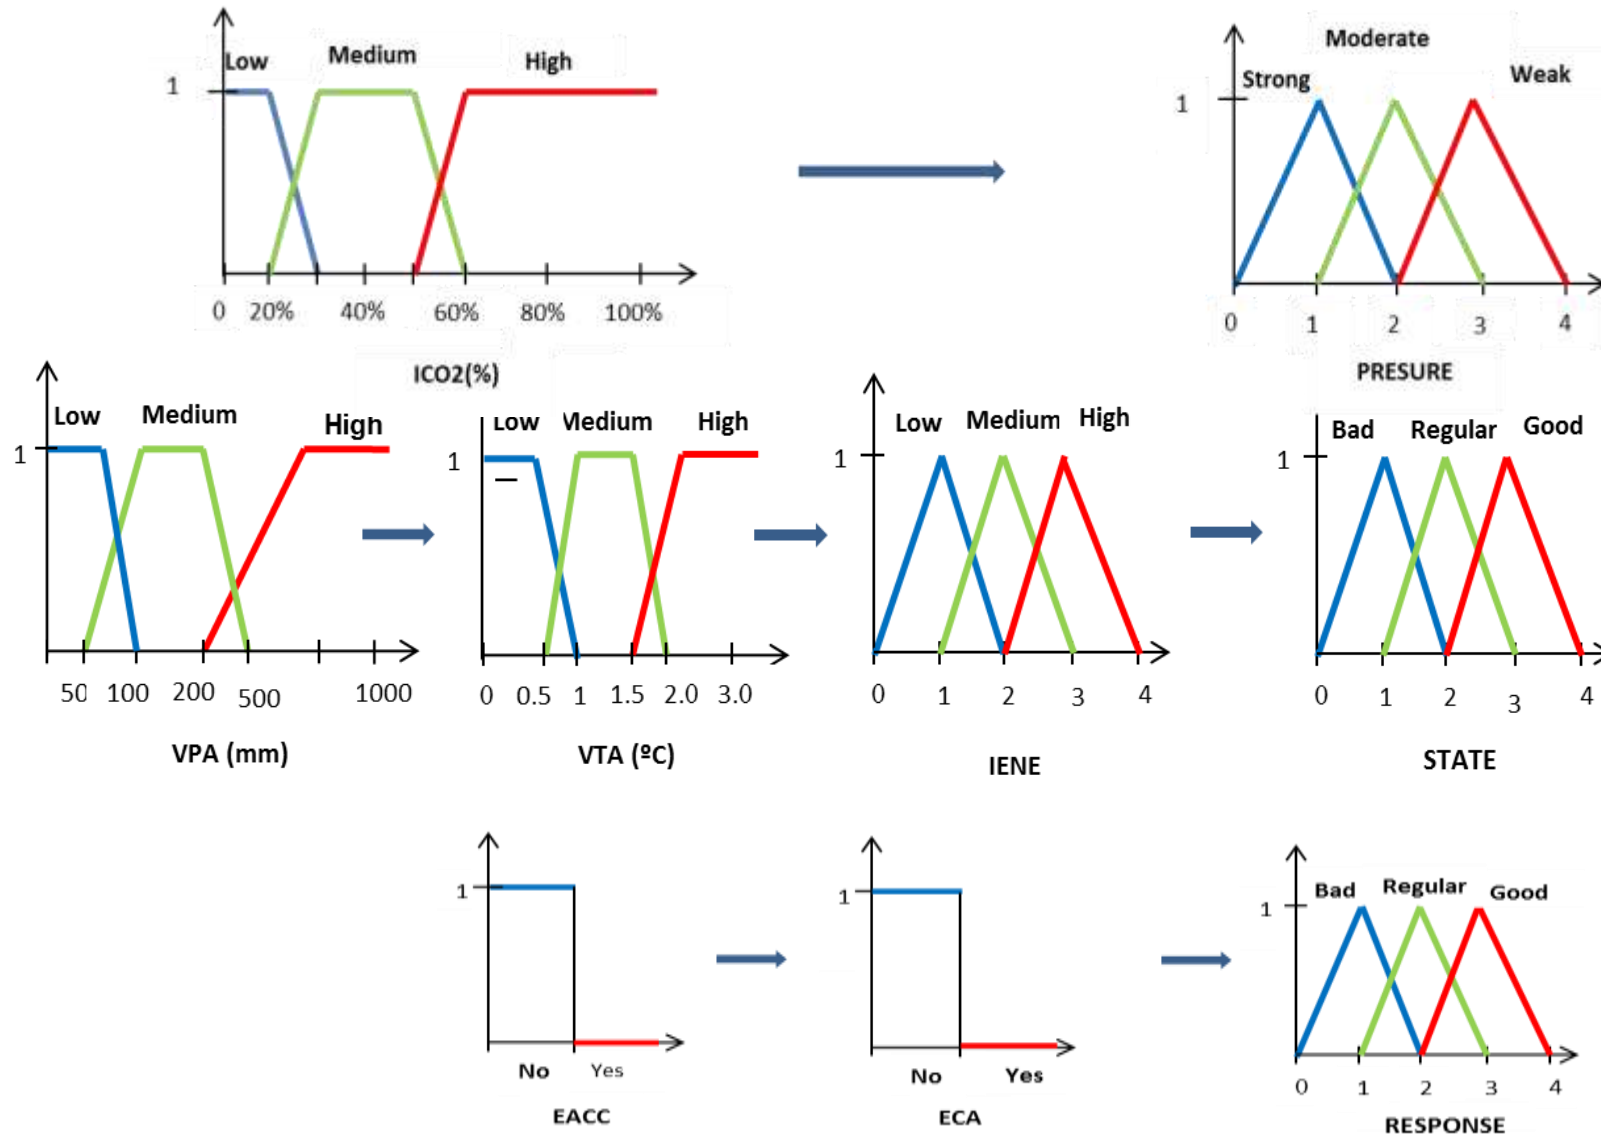 Low Medium High
1
0 20% 40% 60% 80% 100%
ICO2(%)
Moderate
Strong Weak
1
0 1 2 3 4
PRESURE
Low Medium High
1
50 100 200 500 1000
VPA (mm)
Low Medium High
1
0 0.5 1 1.5 2.0 3.0
VTA (ºC)
Low Medium High
1
0 1 2 3 4
IENE
Bad Regular Good
1
0 1 2 3 4
STATE
1
No Yes
EACC
1
No Yes
ECA
Bad Regular Good
1
0 1 2 3 4
RESPONSE